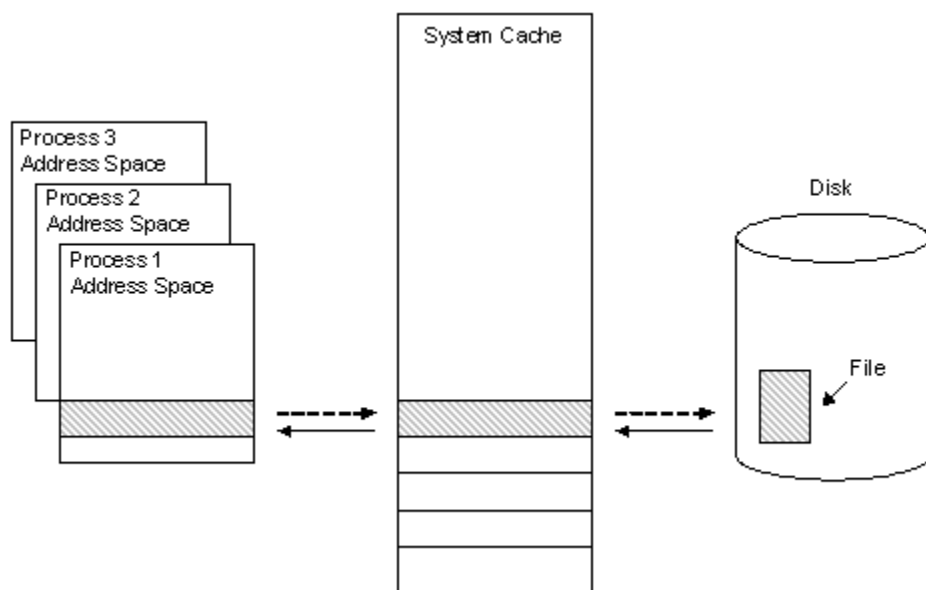 System Cache
Process 3
Address Space
Process 2
Address Space
Process 1
Address Space
Disk
File